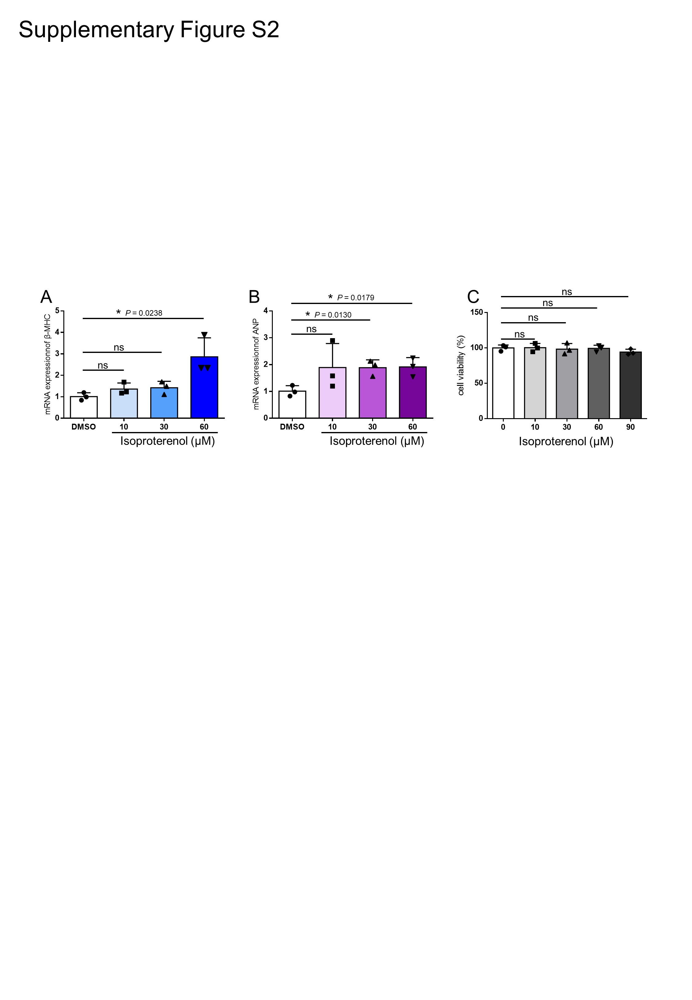 Supplementary Figure S2
A
* P = 0.0238
ns
ns
mRNA expressionnof β-MHC
5
4
3
2
1
0
DMSO 10 30 60
Isoproterenol (µM)
B
* P = 0.0179
* P = 0.0130
ns
mRNA expressionnof ANP
4
3
2
1
0
DMSO 10 30 60
Isoproterenol (µM)
C
ns
ns
ns
ns
cell viability (%)
150
100
50
0
0 10 30 60 90
Isoproterenol (µM)